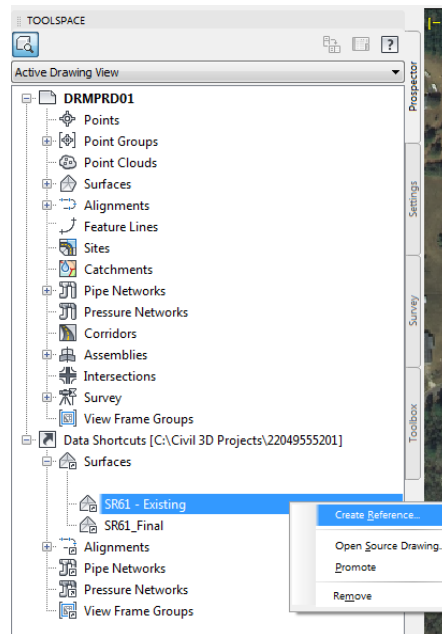 TOOLSPACE
?
Active Drawing View
DRMPRD01
Points
Point Groups
Point Clouds
Surfaces
Alignments
Feature Lines
Sites
Catchments
Pipe Networks
Pressure Networks
Corridors
Assemblies
Intersections
Survey
View Frame Groups
Data Shortcuts [C:\Civil 3D Projects\22049555201]
Surfaces
SR61 - Existing
SR61_Final
Alignments
Pipe Networks
Pressure Networks
View Frame Groups
Create Reference...
Open Source Drawing.
Promote
Remove
Prospector
Settings
Survey
Toolbox